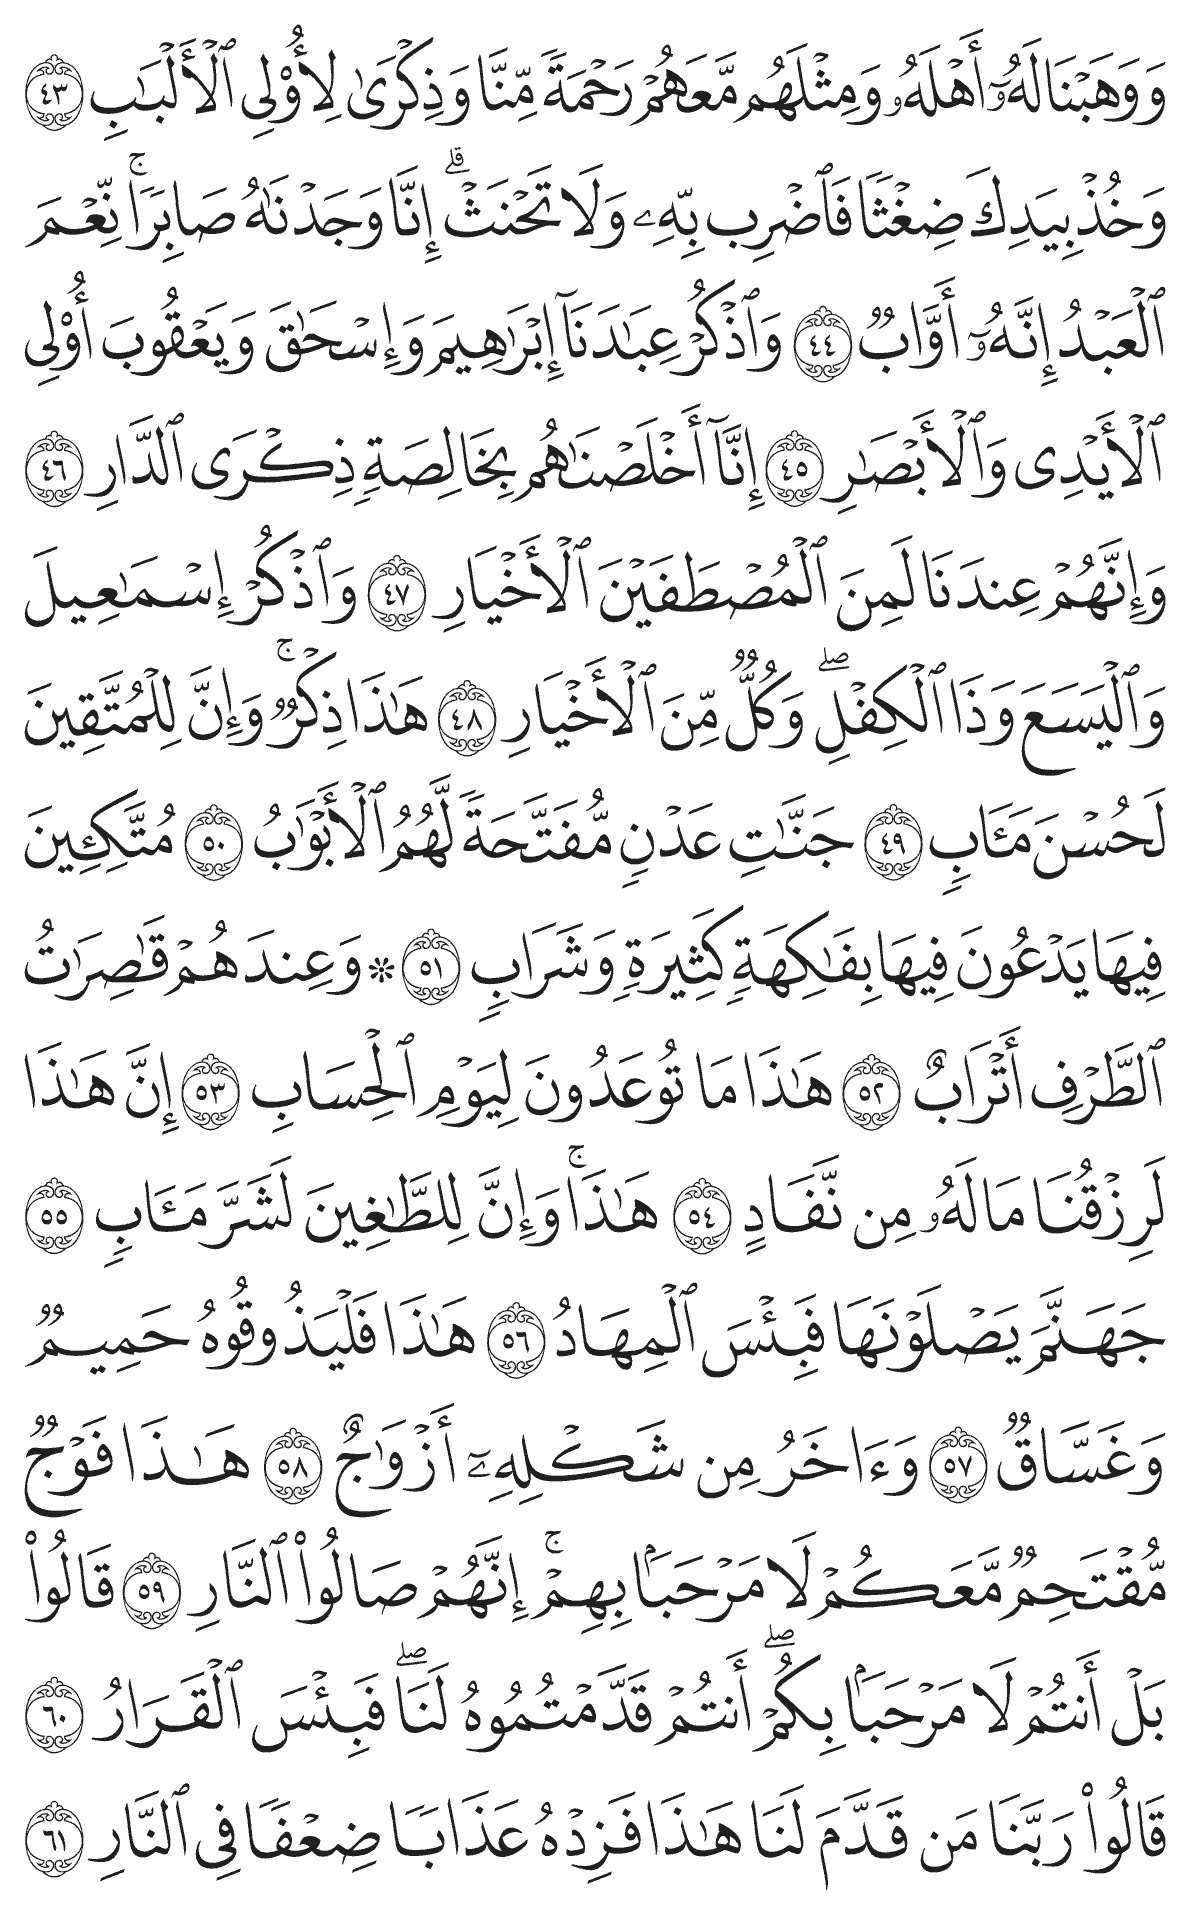 وَوَهَبۡنَا لَهُۥٓ أَهۡلَهُۥ وَمِثۡلَهُم مَّعَهُمۡ رَحۡمَةٗ مِّنَّا وَذِكۡرَىٰ لِأُوْلِي ٱلۡأَلۡبَٰبِ ٤٣
وَخُذۡ بِيَدِكَ ضِغۡثٗا فَٱضۡرِب بِّهِۦ وَلَا تَحۡنَثۡۗ إِنَّا وَجَدۡنَٰهُ صَابِرٗاۚ نِّعۡمَ
ٱلۡعَبۡدُ إِنَّهُۥٓ أَوَّابٞ ٤٤ وَٱذۡكُرۡ عِبَٰدَنَآ إِبۡرَٰهِيمَ وَإِسۡحَٰقَ وَيَعۡقُوبَ أُوْلِي
ٱلۡأَيۡدِي وَٱلۡأَبۡصَٰرِ ٤٥ إِنَّآ أَخۡلَصۡنَٰهُم بِخَالِصَةٖ ذِكۡرَى ٱلدَّارِ ٤٦
وَإِنَّهُمۡ عِندَنَا لَمِنَ ٱلۡمُصۡطَفَيۡنَ ٱلۡأَخۡيَارِ ٤٧ وَٱذۡكُرۡ إِسۡمَٰعِيلَ
وَٱلۡيَسَعَ وَذَا ٱلۡكِفۡلِۖ وَكُلّٞ مِّنَ ٱلۡأَخۡيَارِ ٤٨ هَٰذَا ذِكۡرٞۚ وَإِنَّ لِلۡمُتَّقِينَ
لَحُسۡنَ مَـَٔابٖ ٤٩ جَنَّٰتِ عَدۡنٖ مُّفَتَّحَةٗ لَّهُمُ ٱلۡأَبۡوَٰبُ ٥٠ مُتَّكِـِٔينَ
فِيهَا يَدۡعُونَ فِيهَا بِفَٰكِهَةٖ كَثِيرَةٖ وَشَرَابٖ ٥١ ۞ وَعِندَهُمۡ قَٰصِرَٰتُ
ٱلطَّرۡفِ أَتۡرَابٌ ٥٢ هَٰذَا مَا تُوعَدُونَ لِيَوۡمِ ٱلۡحِسَابِ ٥٣ إِنَّ هَٰذَا
لَرِزۡقُنَا مَا لَهُۥ مِن نَّفَادٍ ٥٤ هَٰذَاۚ وَإِنَّ لِلطَّٰغِينَ لَشَرَّ مَـَٔابٖ ٥٥
جَهَنَّمَ يَصۡلَوۡنَهَا فَبِئۡسَ ٱلۡمِهَادُ ٥٦ هَٰذَا فَلۡيَذُوقُوهُ حَمِيمٞ
وَغَسَّاقٞ ٥٧ وَءَاخَرُ مِن شَكۡلِهِۦٓ أَزۡوَٰجٌ ٥٨ هَٰذَا فَوۡجٞ
مُّقۡتَحِمٞ مَّعَكُمۡ لَا مَرۡحَبَۢا بِهِمۡۚ إِنَّهُمۡ صَالُواْ ٱلنَّارِ ٥٩ قَالُواْ
بَلۡ أَنتُمۡ لَا مَرۡحَبَۢا بِكُمۡۖ أَنتُمۡ قَدَّمۡتُمُوهُ لَنَاۖ فَبِئۡسَ ٱلۡقَرَارُ ٦٠
قَالُواْ رَبَّنَا مَن قَدَّمَ لَنَا هَٰذَا فَزِدۡهُ عَذَابٗا ضِعۡفٗا فِي ٱلنَّارِ ٦١